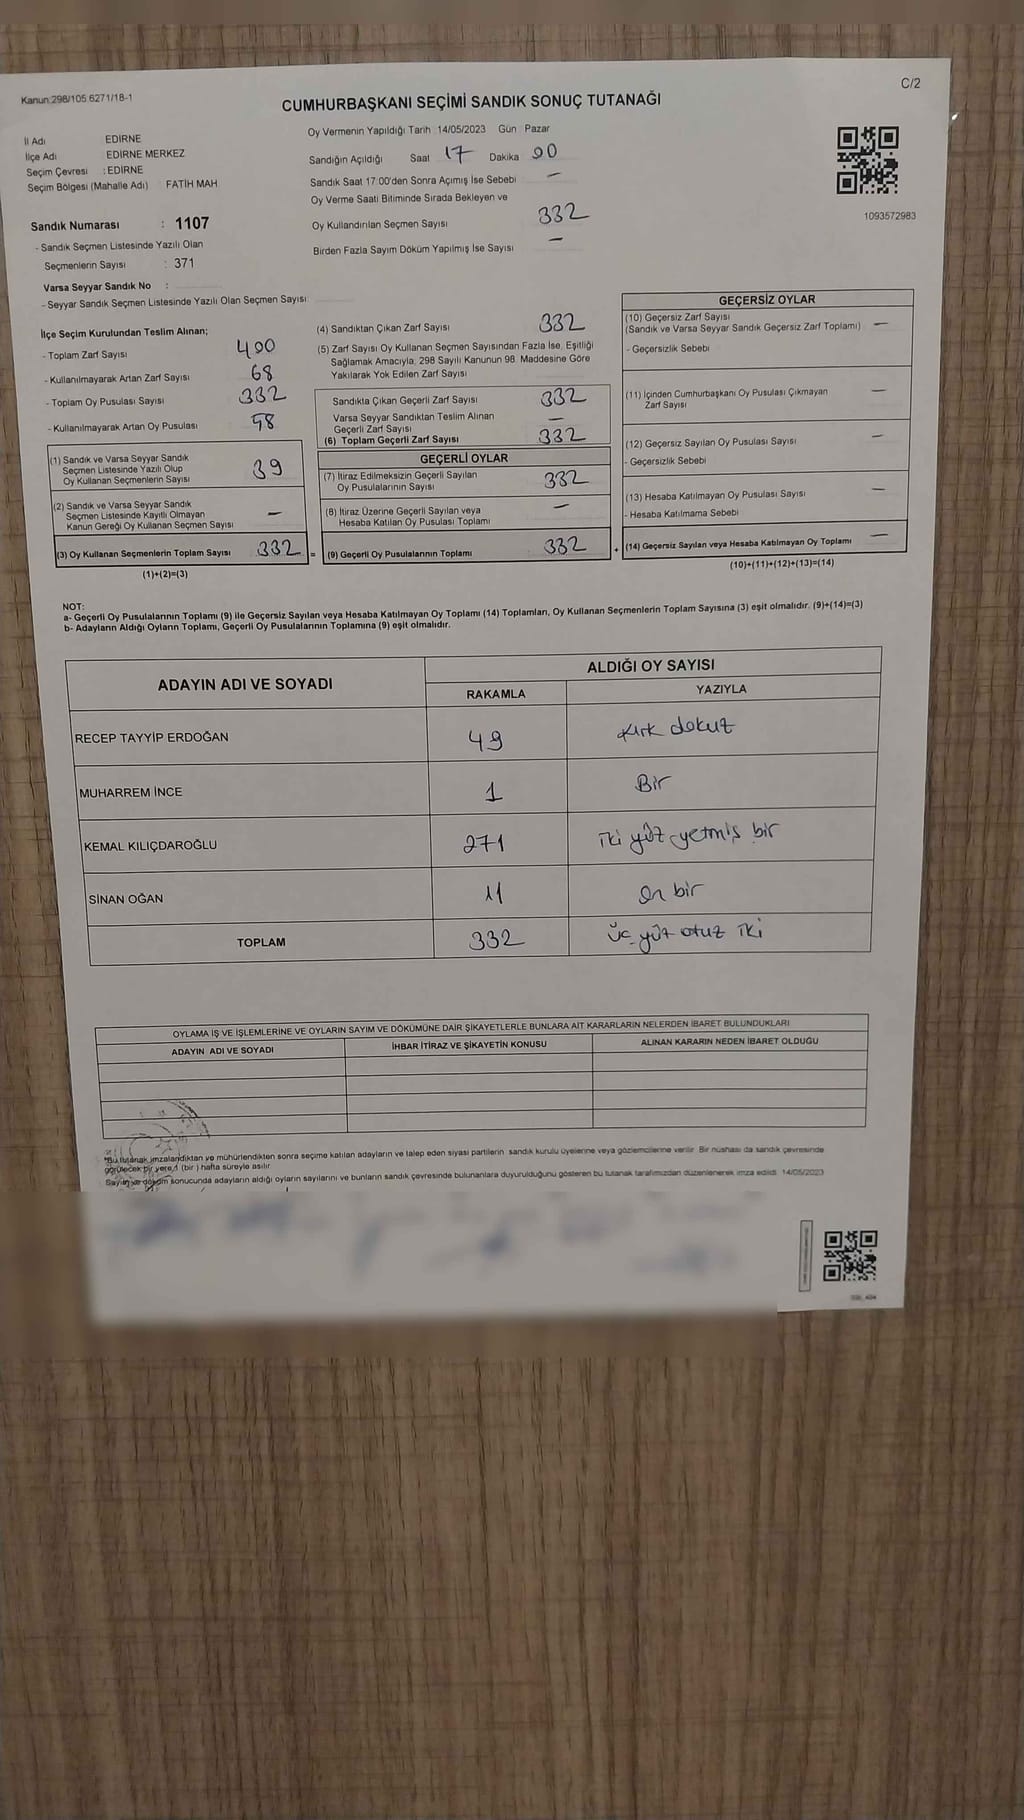 Kanun:298/105 6271/18-1
C/2
CUMHURBAŞKANI SEÇİMİ SANDIK SONUÇ TUTANAĞI
İl Adı EDİRNE
İlçe Adı EDİRNE MERKEZ
Seçim Çevresi : EDİRNE
Seçim Bölgesi (Mahalle Adı) FATİH MAH
Sandık Numarası : 1107
- Sandık Seçmen Listesinde Yazılı Olan
Seçmenlerin Sayısı : 371
Varsa Seyyar Sandık No :
- Seyyar Sandık Seçmen Listesinde Yazılı Olan Seçmen Sayısı
Oy Vermenin Yapıldığı Tarih 14/05/2023 Gün Pazar
Sandığın Açıldığı Saat 17 Dakika 00
Sandık Saat 17:00'den Sonra Açımış İse Sebebi —
Oy Verme Saati Bitiminde Sırada Bekleyen ve
Oy Kullandırılan Seçmen Sayısı 332
Birden Fazla Sayım Döküm Yapılmış İse Sayısı —
1093572983
İlçe Seçim Kurulundan Teslim Alınan;
- Toplam Zarf Sayısı 400
- Kullanılmayarak Artan Zarf Sayısı 68
- Toplam Oy Pusulası Sayısı 332
- Kullanılmayarak Artan Oy Pusulası 58
(1) Sandık ve Varsa Seyyar Sandık
Seçmen Listesinde Yazılı Olup
Oy Kullanan Seçmenlerin Sayısı 39
(2) Sandık ve Varsa Seyyar Sandık
Seçmen Listesinde Kayıtlı Olmayan
Kanun Gereği Oy Kullanan Seçmen Sayısı —
(3) Oy Kullanan Seçmenlerin Toplam Sayısı 332 =
(1)+(2)=(3)
(4) Sandıktan Çıkan Zarf Sayısı 332
(5) Zarf Sayısı Oy Kullanan Seçmen Sayısından Fazla İse, Eşitliği
Sağlamak Amacıyla, 298 Sayılı Kanunun 98. Maddesine Göre
Yakılarak Yok Edilen Zarf Sayısı
Sandıkta Çıkan Geçerli Zarf Sayısı 332
Varsa Seyyar Sandıktan Teslim Alınan
Geçerli Zarf Sayısı —
(6) Toplam Geçerli Zarf Sayısı 332
GEÇERLİ OYLAR
(7) İtiraz Edilmeksizin Geçerli Sayılan
Oy Pusulalarının Sayısı 332
(8) İtiraz Üzerine Geçerli Sayılan veya
Hesaba Katılan Oy Pusulası Toplamı —
(9) Geçerli Oy Pusulalarının Toplamı 332 +
GEÇERSİZ OYLAR
(10) Geçersiz Zarf Sayısı
(Sandık ve Varsa Seyyar Sandık Geçersiz Zarf Toplamı) —
- Geçersizlik Sebebi
(11) İçinden Cumhurbaşkanı Oy Pusulası Çıkmayan
Zarf Sayısı —
(12) Geçersiz Sayılan Oy Pusulası Sayısı —
- Geçersizlik Sebebi
(13) Hesaba Katılmayan Oy Pusulası Sayısı —
- Hesaba Katılmama Sebebi
(14) Geçersiz Sayılan veya Hesaba Katılmayan Oy Toplamı —
(10)+(11)+(12)+(13)=(14)
NOT:
a- Geçerli Oy Pusulalarının Toplamı (9) ile Geçersiz Sayılan veya Hesaba Katılmayan Oy Toplamı (14) Toplamları, Oy Kullanan Seçmenlerin Toplam Sayısına (3) eşit olmalıdır. (9)+(14)=(3)
b- Adayların Aldığı Oyların Toplamı, Geçerli Oy Pusulalarının Toplamına (9) eşit olmalıdır.
ADAYIN ADI VE SOYADI ALDIĞI OY SAYISI
RAKAMLA YAZIYLA
RECEP TAYYİP ERDOĞAN 49 Kırk dokuz
MUHARREM İNCE 1 Bir
KEMAL KILIÇDAROĞLU 271 İki yüz yetmiş bir
SİNAN OĞAN 11 On bir
TOPLAM 332 Üç yüz otuz iki
OYLAMA İŞ VE İŞLEMLERİNE VE OYLARIN SAYIM VE DÖKÜMÜNE DAİR ŞİKAYETLERLE BUNLARA AİT KARARLARIN NELERDEN İBARET BULUNDUKLARI
ADAYIN ADI VE SOYADI İHBAR İTİRAZ VE ŞİKAYETİN KONUSU ALINAN KARARIN NEDEN İBARET OLDUĞU
*Bu tutanak imzalandıktan ve mühürlendikten sonra seçime katılan adayların ve talep eden siyasi partilerin sandık kurulu üyelerine veya gözlemcilerine verilir. Bir nüshası da sandık çevresinde
görülecek bir yere 1 (bir) hafta süreyle asılır.
Sayım ve döküm sonucunda adayların aldığı oyların sayılarını ve bunların sandık çevresinde bulunanlara duyurulduğunu gösteren bu tutanak tarafımızdan düzenlenerek imza edildi. 14/05/2023